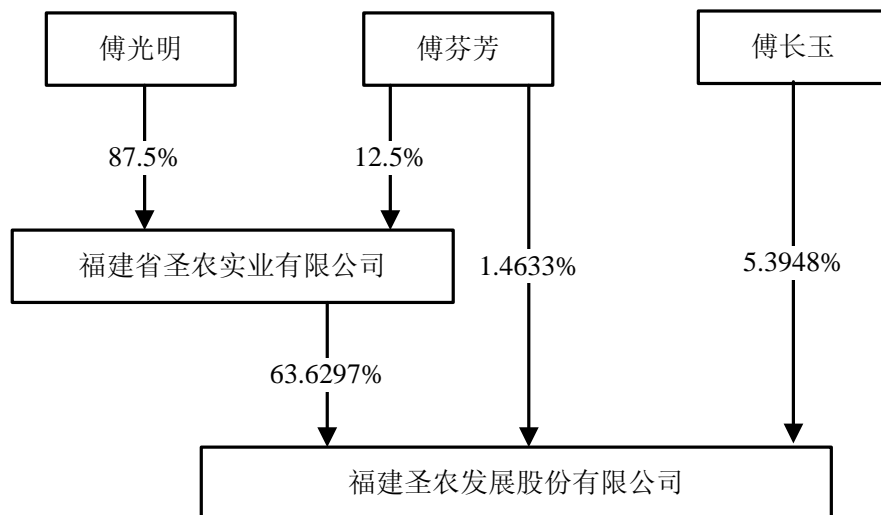 傅光明
傅芬芳
傅长玉
87.5%
12.5%
福建省圣农实业有限公司
1.4633%
5.3948%
63.6297%
福建圣农发展股份有限公司